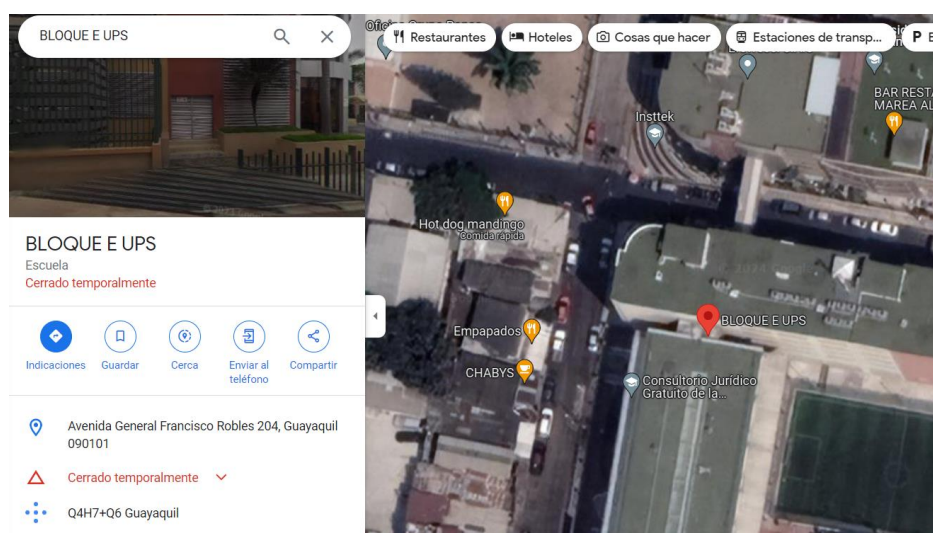 BLOQUE E UPS
Restaurantes
Hoteles
Cosas que hacer
Estaciones de transp...
P
BAR REST
MAREA AL
Insttek
Hot dog mandingo
Comida rápida
BLOQUE E UPS
Escuela
Cerrado temporalmente
Indicaciones
Guardar
Cerca
Enviar al
teléfono
Compartir
Empapados
BLOQUE E UPS
CHABYS
Consultorio Jurídico
Gratuito de la...
Avenida General Francisco Robles 204, Guayaquil
090101
Cerrado temporalmente
Q4H7+Q6 Guayaquil